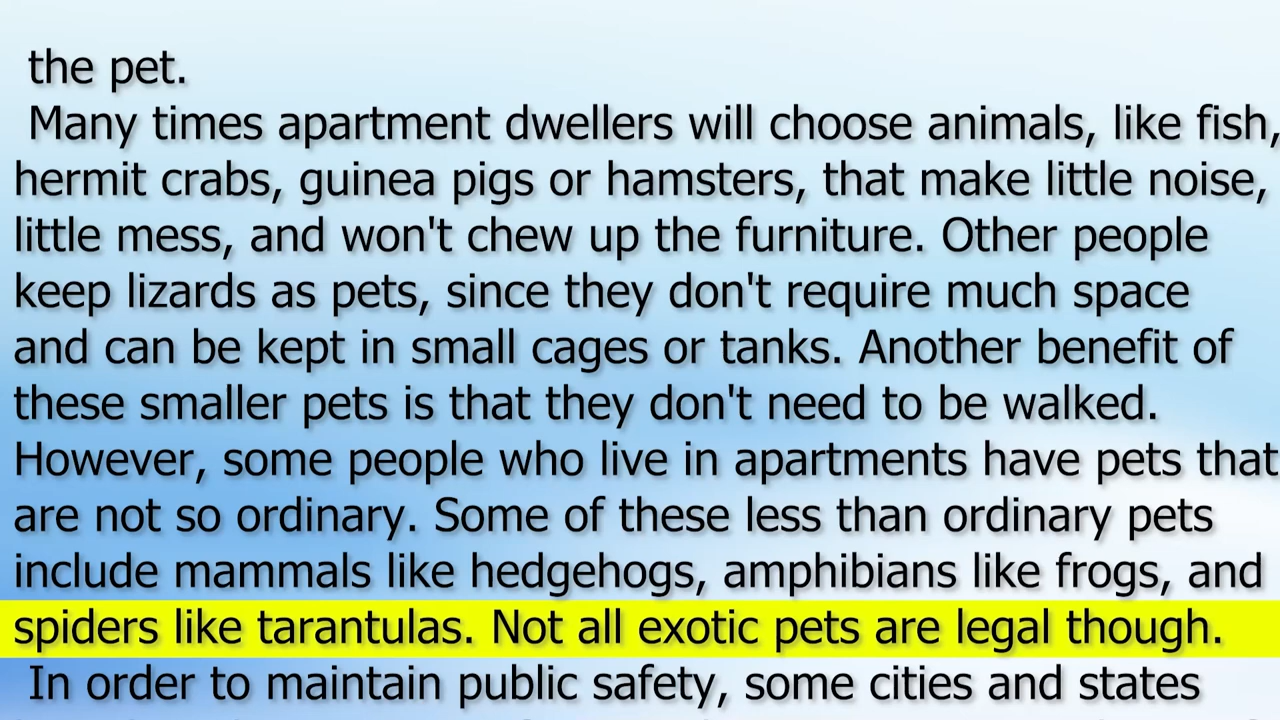 the pet.
Many times apartment dwellers will choose animals, like fish,
hermit crabs, guinea pigs or hamsters, that make little noise,
little mess, and won't chew up the furniture. Other people
keep lizards as pets, since they don't require much space
and can be kept in small cages or tanks. Another benefit of
these smaller pets is that they don't need to be walked.
However, some people who live in apartments have pets that
are not so ordinary. Some of these less than ordinary pets
include mammals like hedgehogs, amphibians like frogs, and
spiders like tarantulas. Not all exotic pets are legal though.
In order to maintain public safety, some cities and states